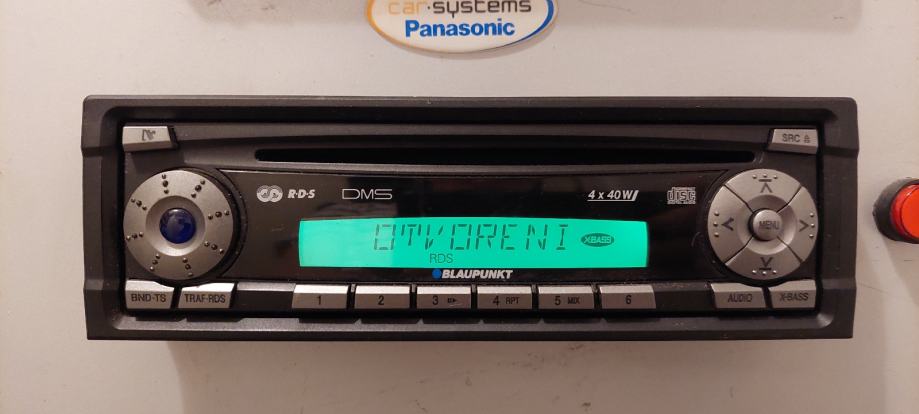 car·systems
Panasonic
SRC
R·D·S
DMS
4 x 40W
disc
OTVORENI
XBASS
MENU
RDS
BLAUPUNKT
BND·TS
TRAF·RDS
1
2
3
4 RPT
5 MIX
6
AUDIO
X-BASS